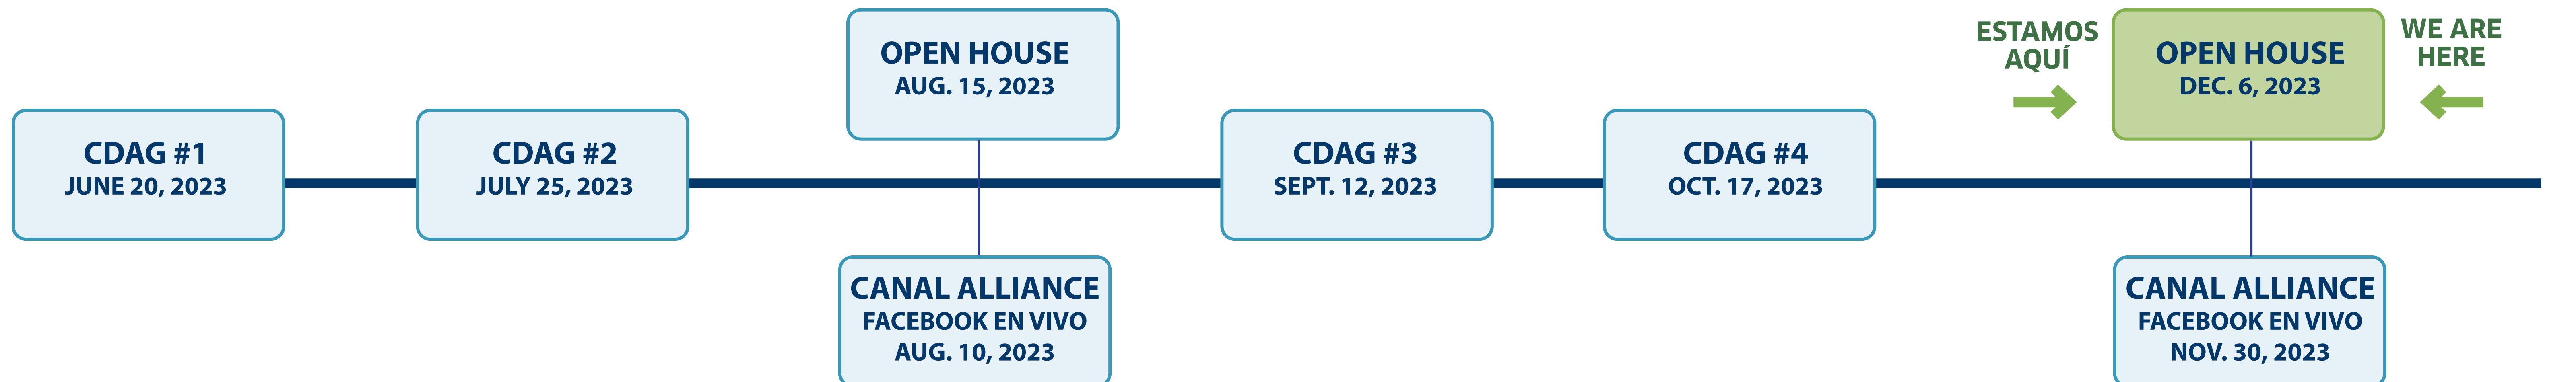 CDAG #1
JUNE 20, 2023
CDAG #2
JULY 25, 2023
OPEN HOUSE
AUG. 15, 2023
CANAL ALLIANCE
FACEBOOK EN VIVO
AUG. 10, 2023
CDAG #3
SEPT. 12, 2023
CDAG #4
OCT. 17, 2023
ESTAMOS
AQUÍ
OPEN HOUSE
DEC. 6, 2023
WE ARE
HERE
CANAL ALLIANCE
FACEBOOK EN VIVO
NOV. 30, 2023